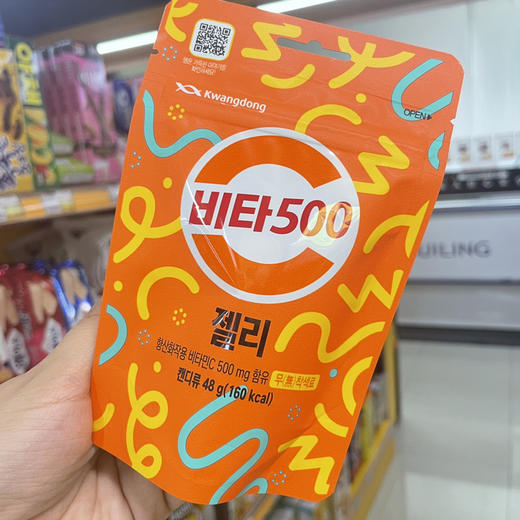 Kwangdong
OPEN
비타500
젤리
항산화작용 비타민C 500 mg 함유 무(無)착색료
캔디류 48 g(160 kcal)
UILING